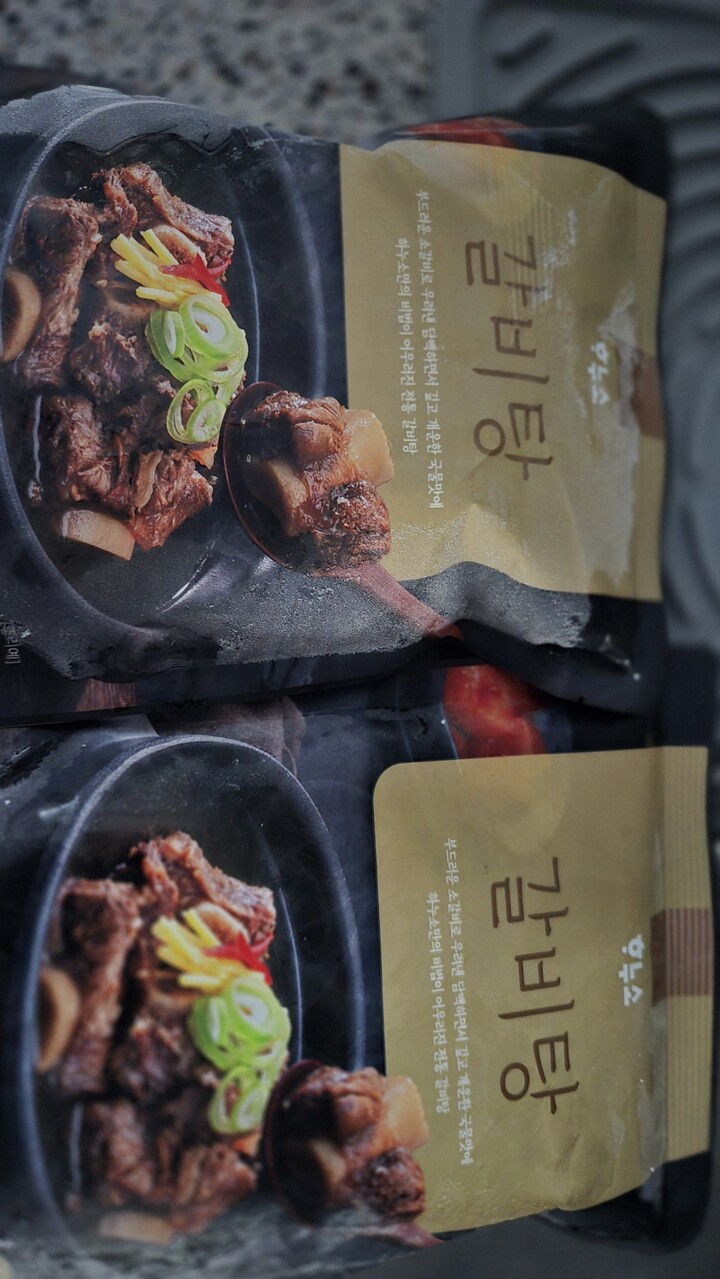 하누소
갈비탕
부드러운 소갈비로 우려낸 담백하면서 깊고 개운한 국물맛에
하누소만의 비법이 어우러진 전통 갈비탕
하누소
갈비탕
부드러운 소갈비로 우려낸 담백하면서 깊고 개운한 국물맛에
하누소만의 비법이 어우러진 전통 갈비탕